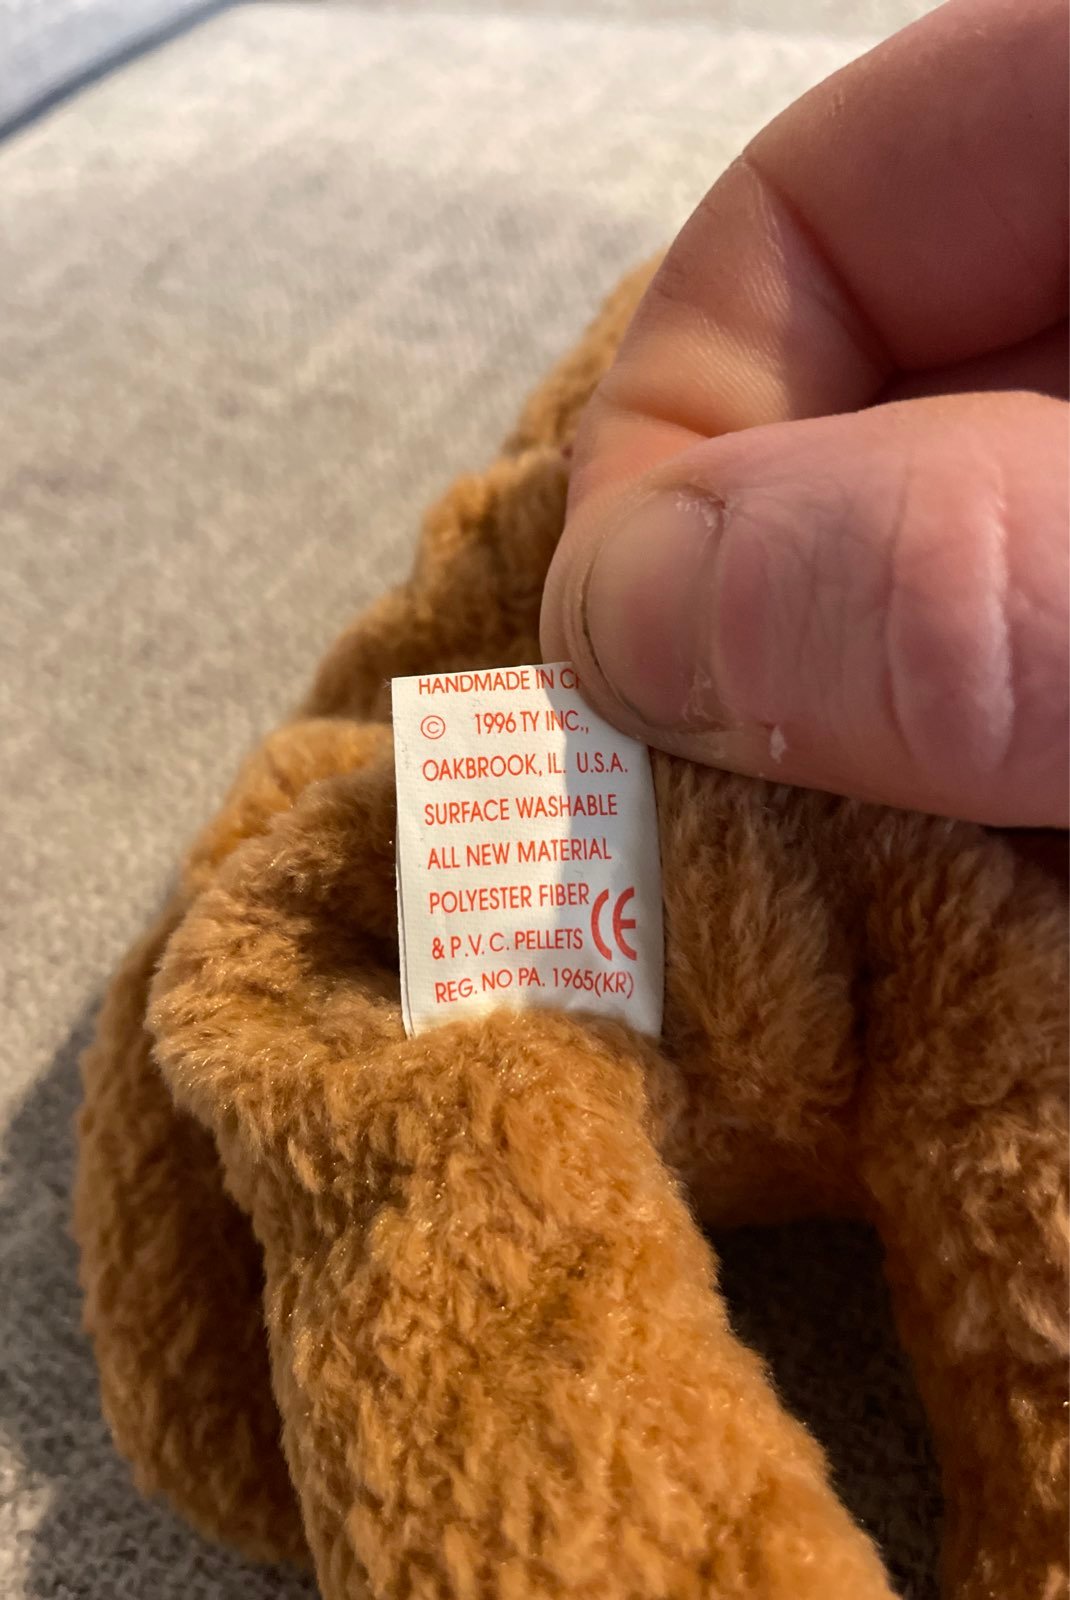 HANDMADE IN
© 1996 TY INC.,
OAKBROOK, IL. U.S.A.
SURFACE WASHABLE
ALL NEW MATERIAL
POLYESTER FIBER
& P.V.C. PELLETS CE
REG. NO PA. 1965(KR)